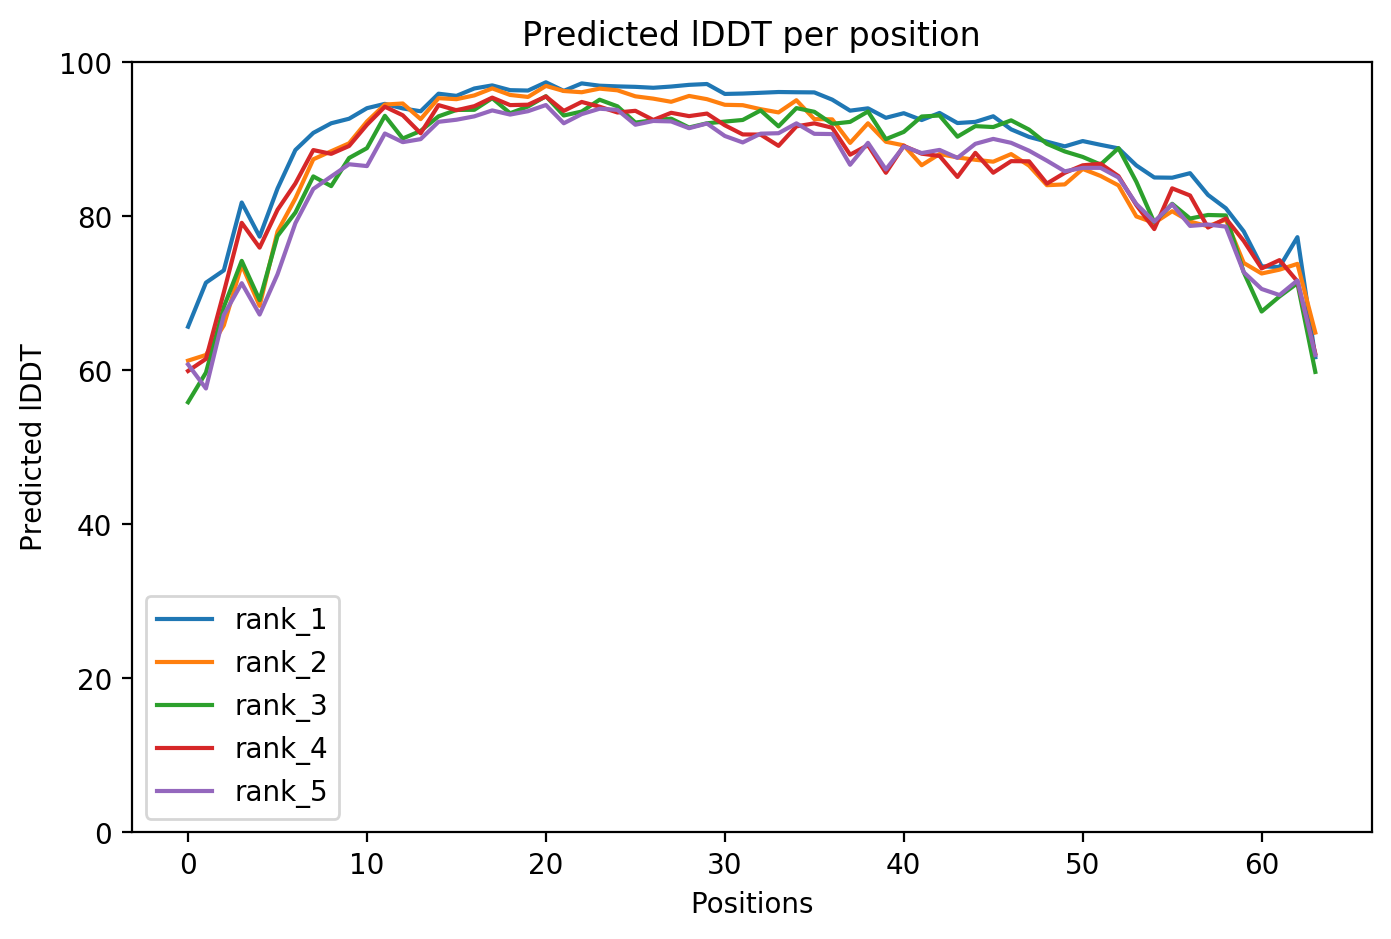 Predicted lDDT per position
100
80
60
40
20
0
Predicted lDDT
rank_1
rank_2
rank_3
rank_4
rank_5
0 10 20 30 40 50 60
Positions